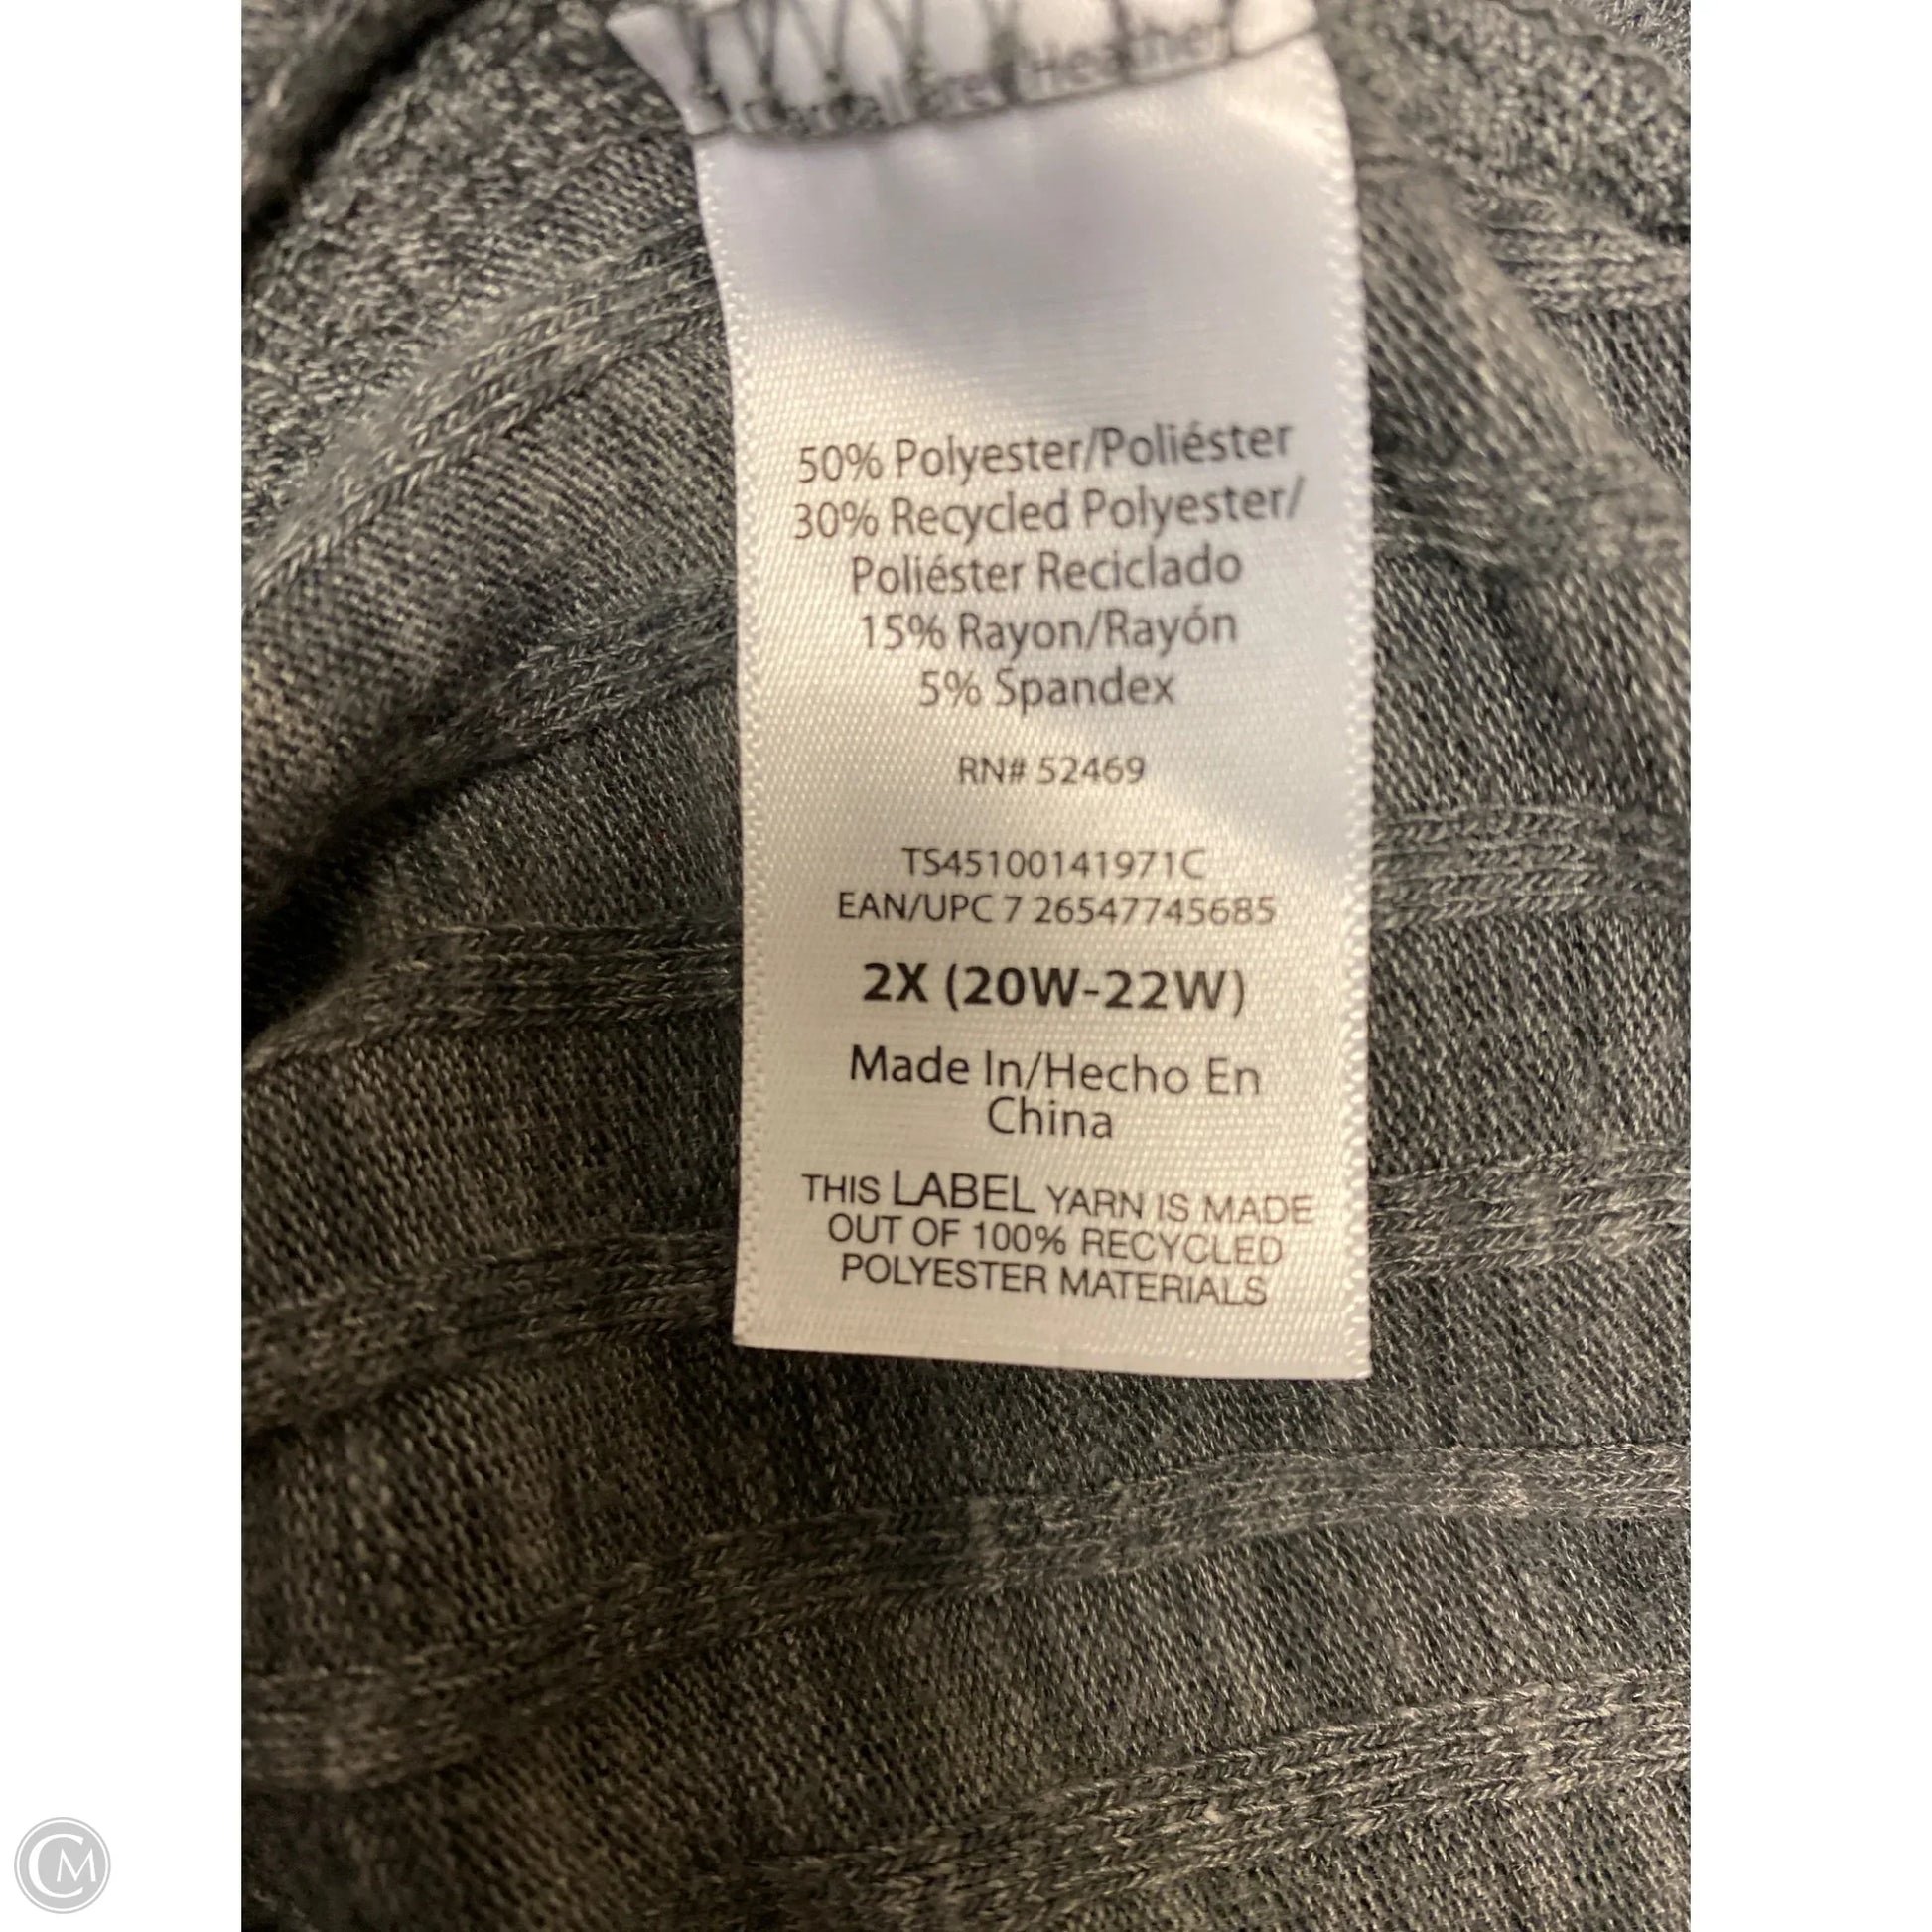 Heather
50% Polyester/Poliéster
30% Recycled Polyester/
Poliéster Reciclado
15% Rayon/Rayón
5% Spandex
RN# 52469
TS45100141971C
EAN/UPC 7 26547745685
2X (20W-22W)
Made In/Hecho En
China
THIS LABEL YARN IS MADE
OUT OF 100% RECYCLED
POLYESTER MATERIALS
CM